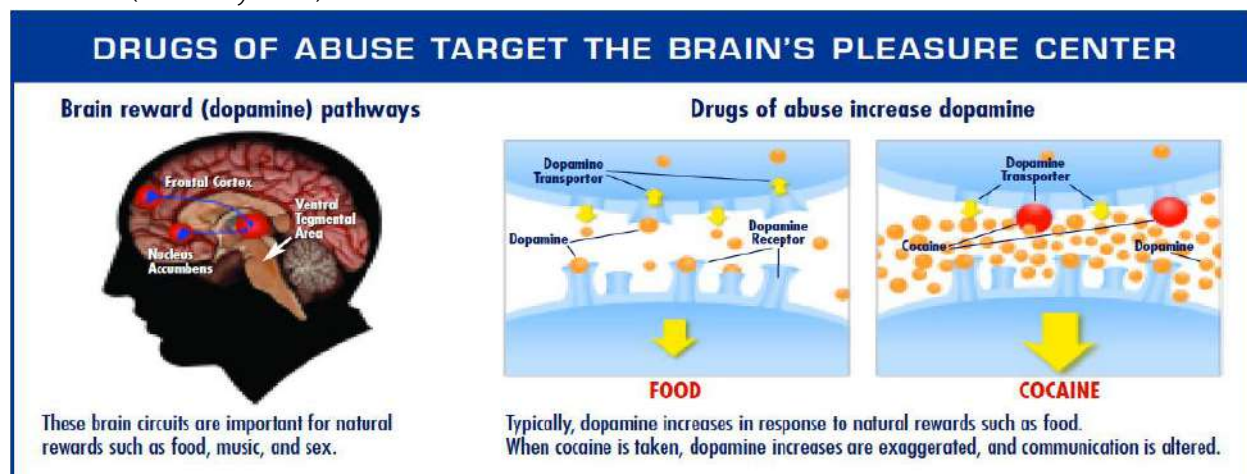 DRUGS OF ABUSE TARGET THE BRAIN'S PLEASURE CENTER
Brain reward (dopamine) pathways
Frontal Cortex
Ventral
Tegmental
Area
Nucleus
Accumbens
These brain circuits are important for natural
rewards such as food, music, and sex.
Drugs of abuse increase dopamine
Dopamine
Transporter
Dopamine
Dopamine
Receptor
FOOD
Dopamine
Transporter
Cocaine
Dopamine
COCAINE
Typically, dopamine increases in response to natural rewards such as food.
When cocaine is taken, dopamine increases are exaggerated, and communication is altered.